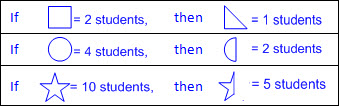 If = 2 students, then = 1 students
If = 4 students, then = 2 students
If = 10 students, then = 5 students